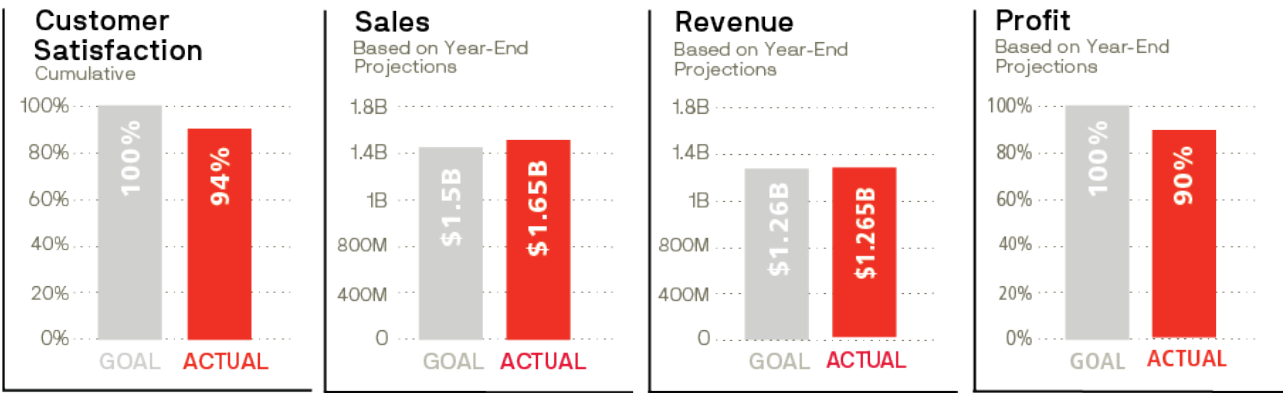 Customer
Satisfaction
Cumulative
100%
80%
60%
40%
20%
0%
100%
94%
GOAL ACTUAL
Sales
Based on Year-End
Projections
1.8B
1.4B
1B
800M
400M
0
$1.5B
$1.65B
GOAL ACTUAL
Revenue
Based on Year-End
Projections
1.8B
1.4B
1B
800M
400M
0
$1.26B
$1.265B
GOAL ACTUAL
Profit
Based on Year-End
Projections
100%
80%
60%
40%
20%
0%
100%
90%
GOAL ACTUAL